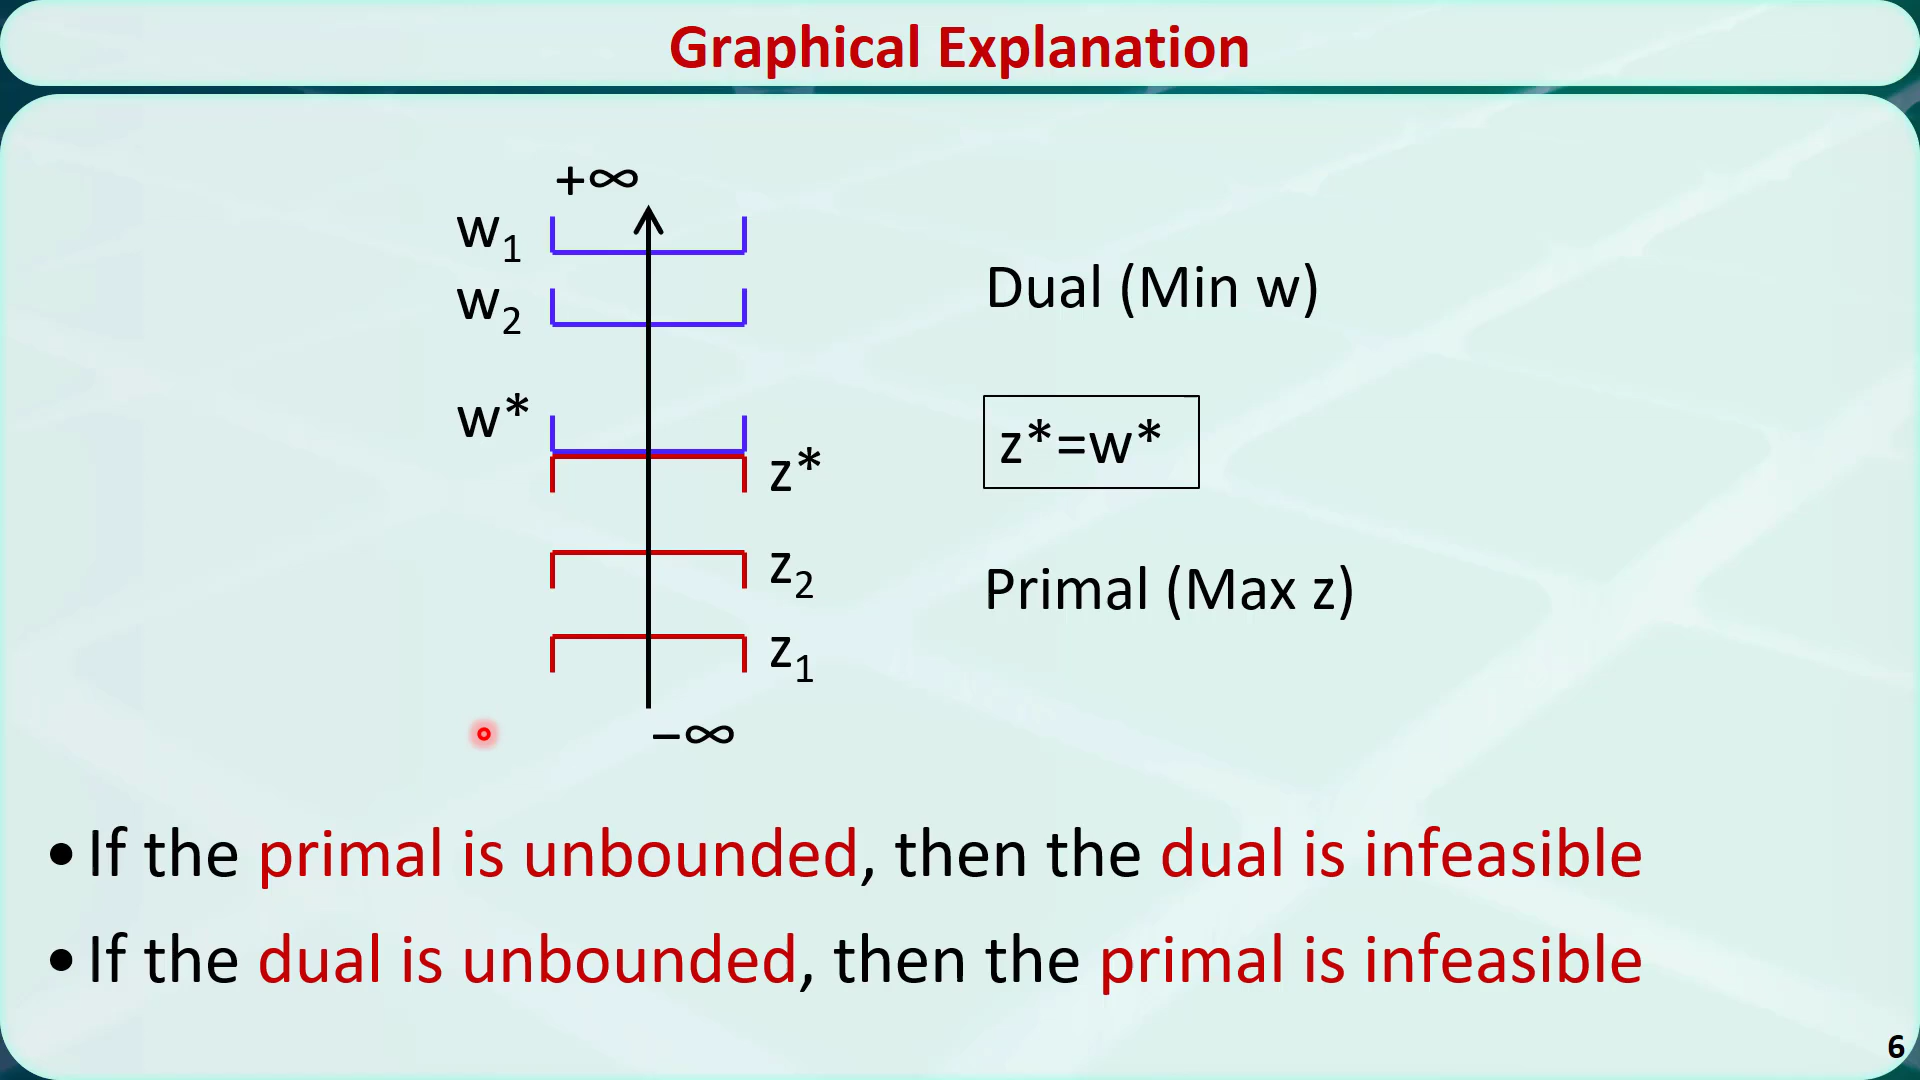 Graphical Explanation
+∞
w₁
w₂
Dual (Min w)
w*
z*=w*
z*
z₂
Primal (Max z)
z₁
−∞
•If the primal is unbounded, then the dual is infeasible
•If the dual is unbounded, then the primal is infeasible
6